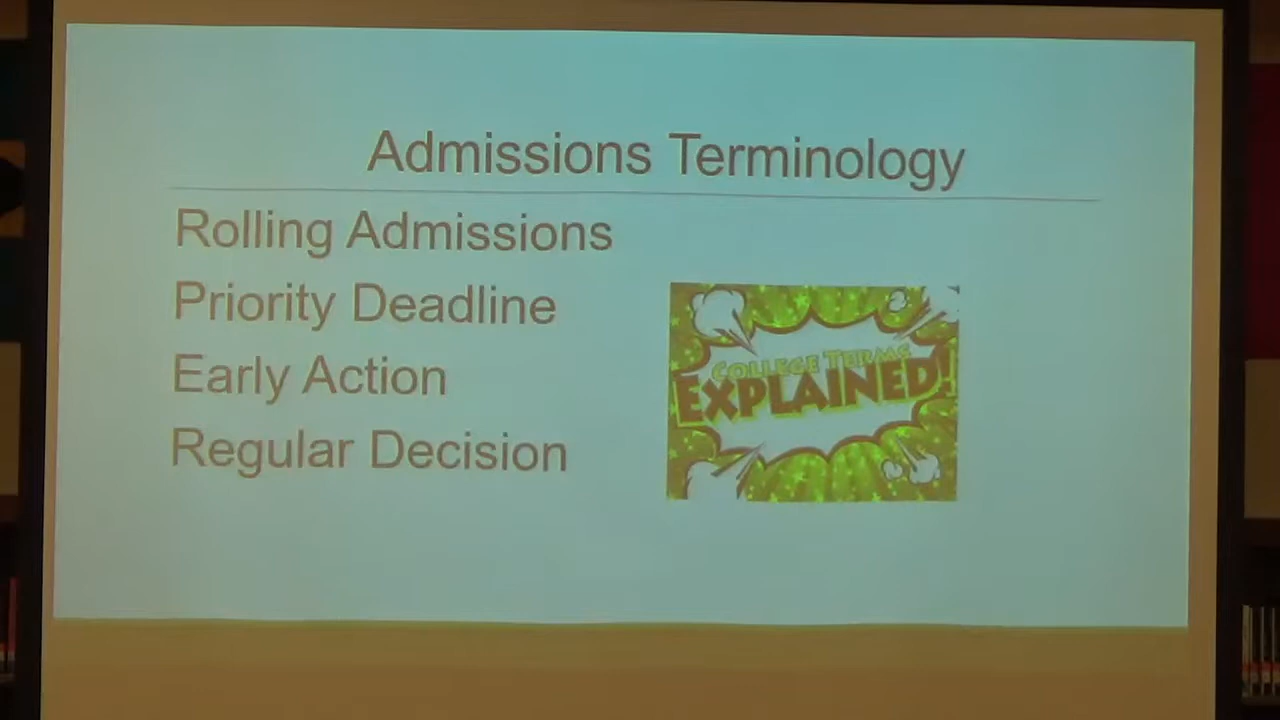 Admissions Terminology
Rolling Admissions
Priority Deadline
Early Action
Regular Decision
COLLEGE TERMS
EXPLAINED!